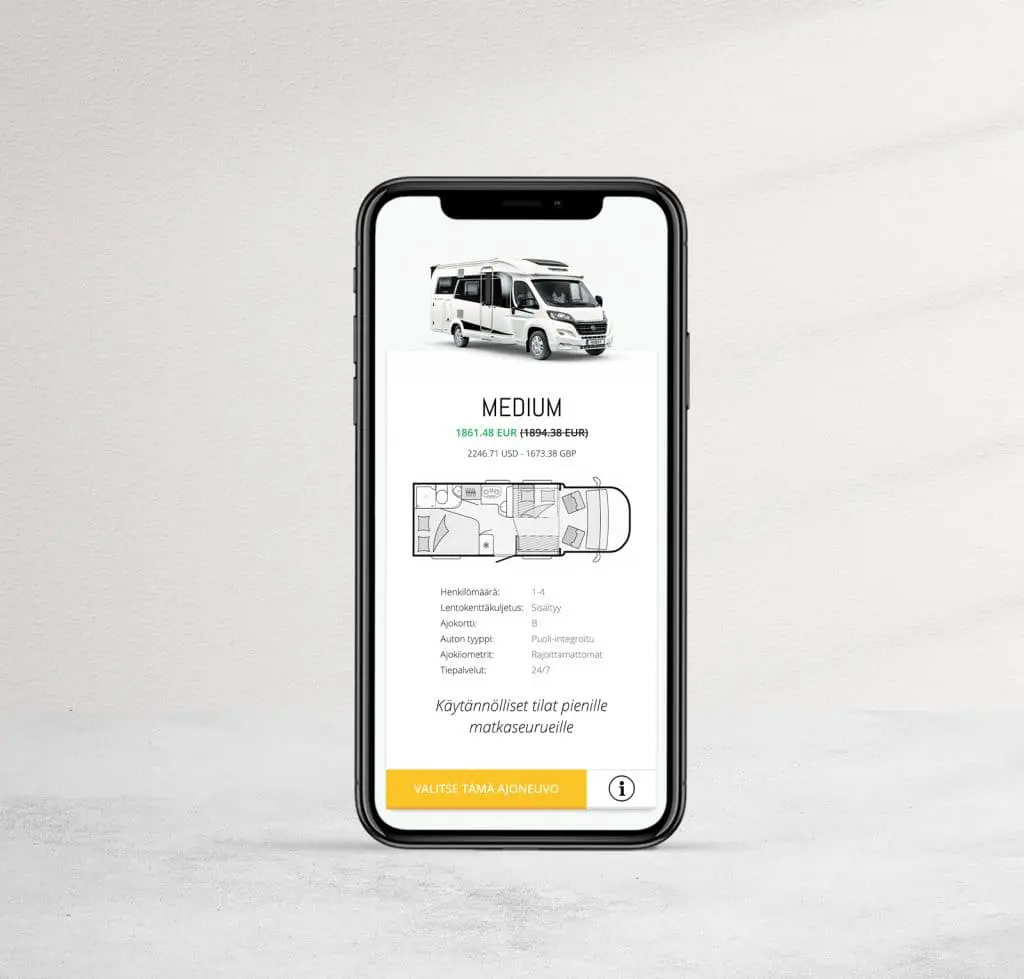 MEDIUM
1861.48 EUR (1894.38 EUR)
2246.71 USD - 1673.38 GBP
Henkilömäärä: 1-4
Lentokenttäkuljetus: Sisältyy
Ajokortti: B
Auton tyyppi: Puoli-integroitu
Ajokilometrit: Rajoittamattomat
Tiepalvelut: 24/7
Käytännölliset tilat pienille
matkaseurueille
VALITSE TÄMÄ AJONEUVO
i